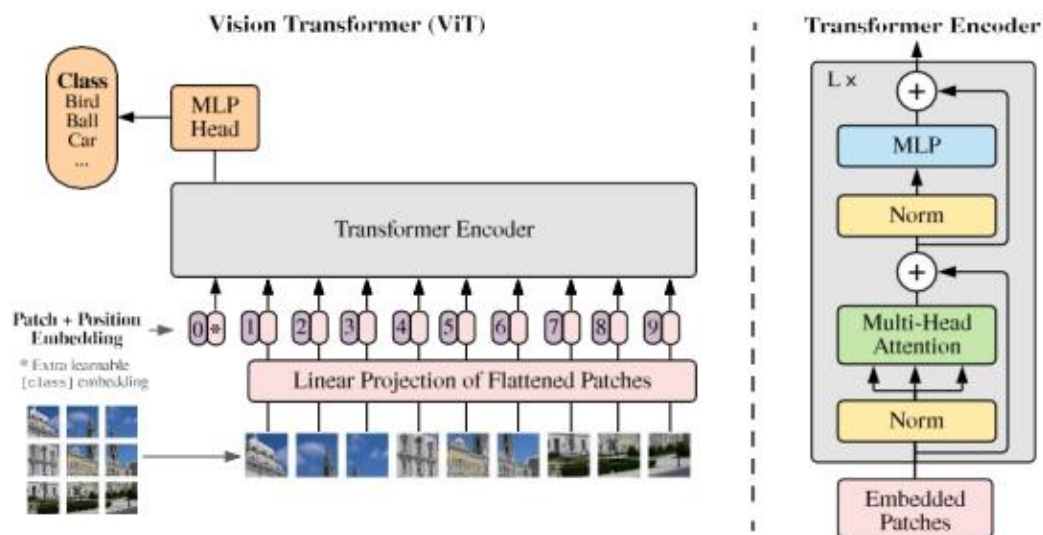 Vision Transformer (ViT)
Class
Bird
Ball
Car
...
MLP
Head
Transformer Encoder
0 * 1 2 3 4 5 6 7 8 9
Patch + Position
Embedding
* Extra learnable
[class] embedding
Linear Projection of Flattened Patches
Transformer Encoder
L ×
+
MLP
Norm
+
Multi-Head
Attention
Norm
Embedded
Patches